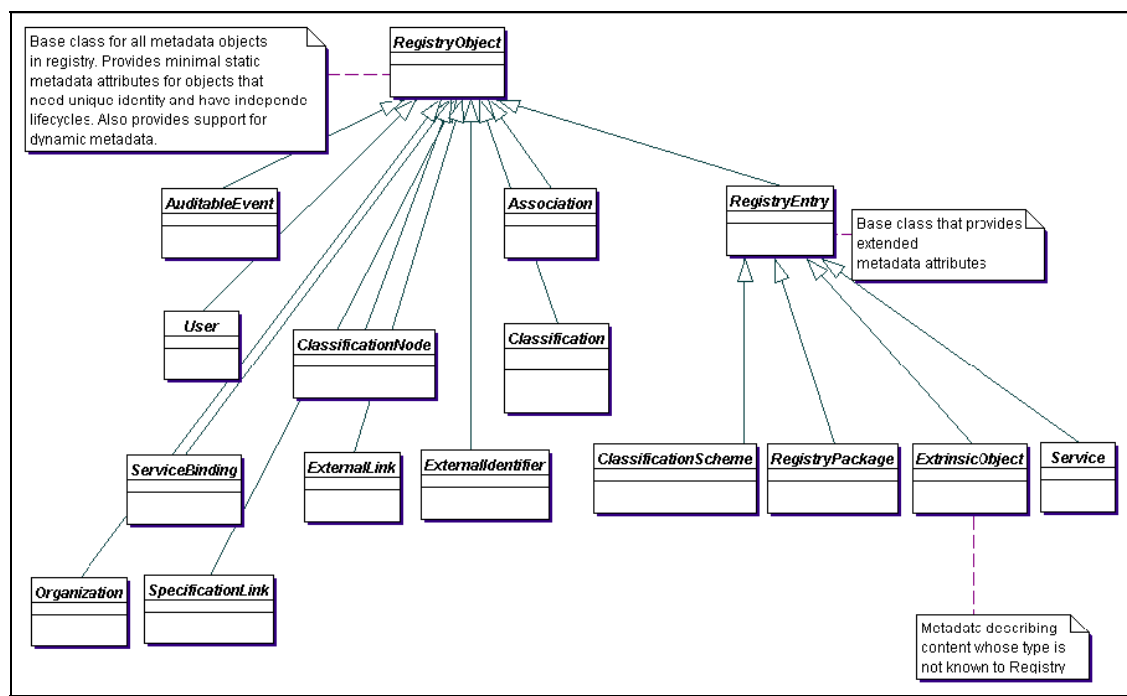 Base class for all metadata objects
in registry. Provides minimal static
metadata attributes for objects that
need unique identity and have independe
lifecycles. Also provides support for
dynamic metadata.
RegistryObject
AuditableEvent
Association
RegistryEntry
Base class that provides
extended
metadata attributes
User
ClassificationNode
Classification
ServiceBinding
ExternalLink
ExternalIdentifier
ClassificationScheme
RegistryPackage
ExtrinsicObject
Service
Organization
SpecificationLink
Metadata describing
content whose type is
not known to Registry